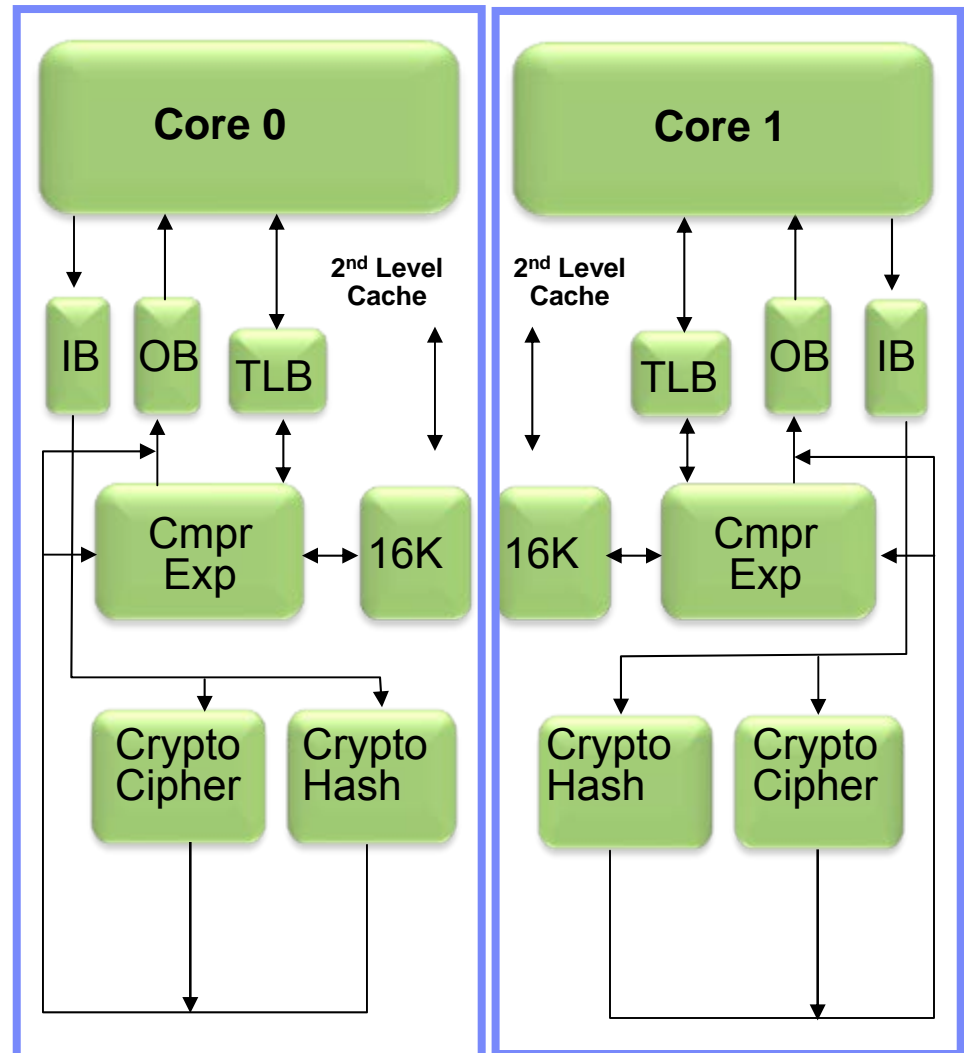 Core 0
2nd Level
Cache
IB
OB
TLB
Cmpr
Exp
16K
Crypto
Cipher
Crypto
Hash
Core 1
2nd Level
Cache
TLB
OB
IB
16K
Cmpr
Exp
Crypto
Hash
Crypto
Cipher